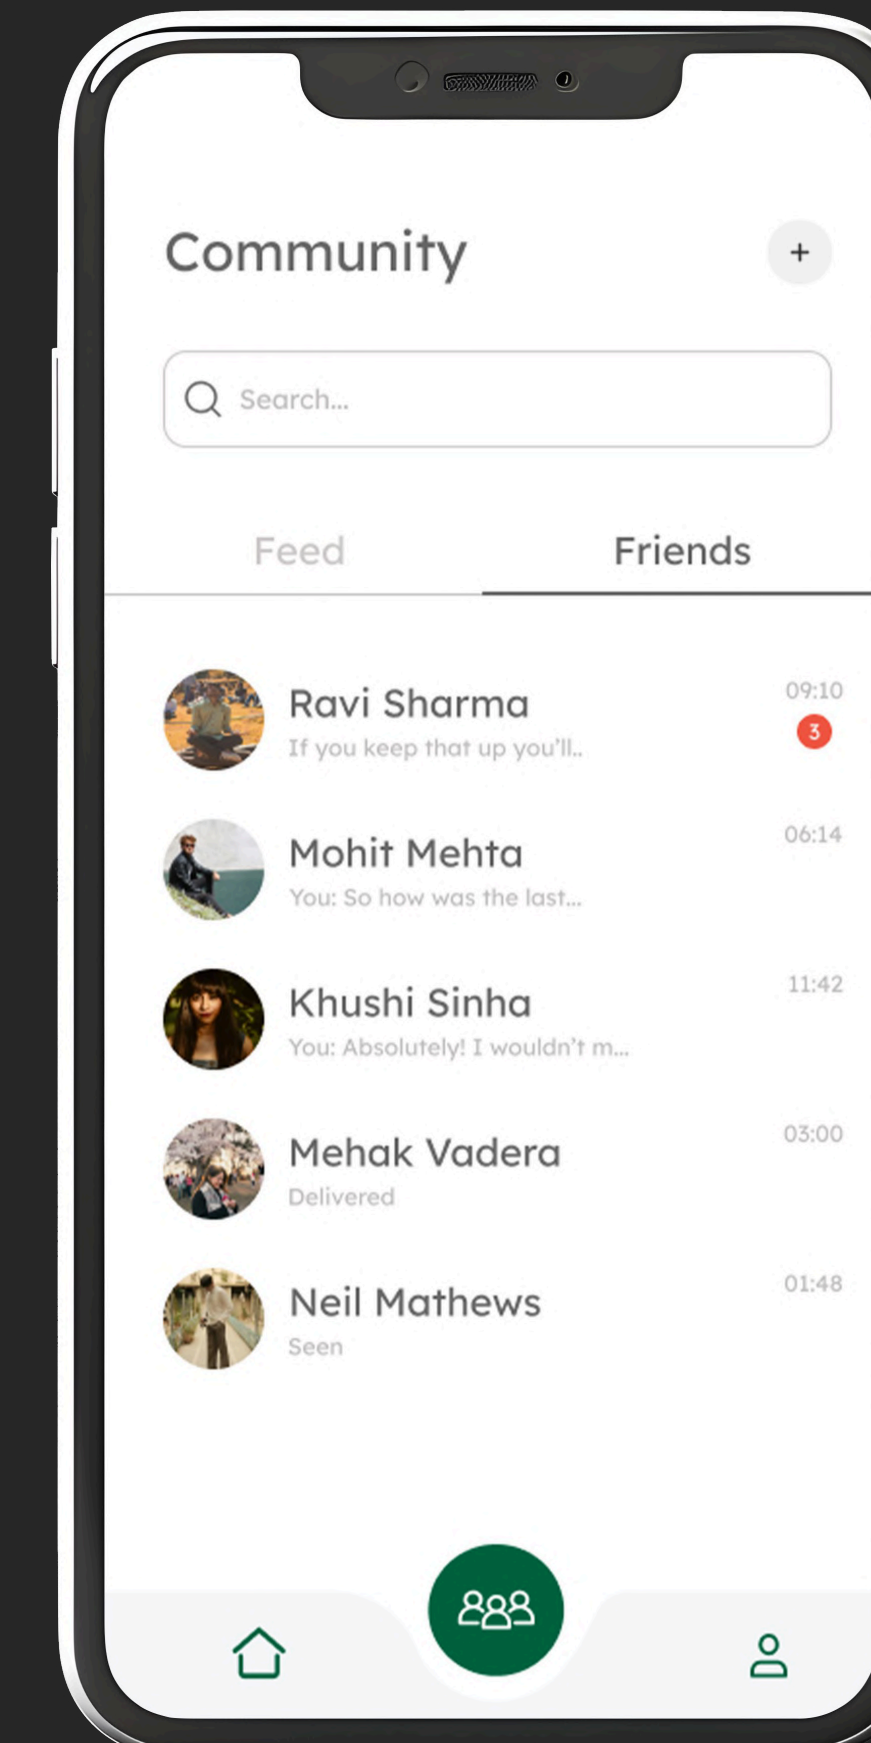 Community
+
Search...
Feed Friends
Ravi Sharma 09:10
If you keep that up you'll.. 3
Mohit Mehta 06:14
You: So how was the last...
Khushi Sinha 11:42
You: Absolutely! I wouldn't m...
Mehak Vadera 03:00
Delivered
Neil Mathews 01:48
Seen